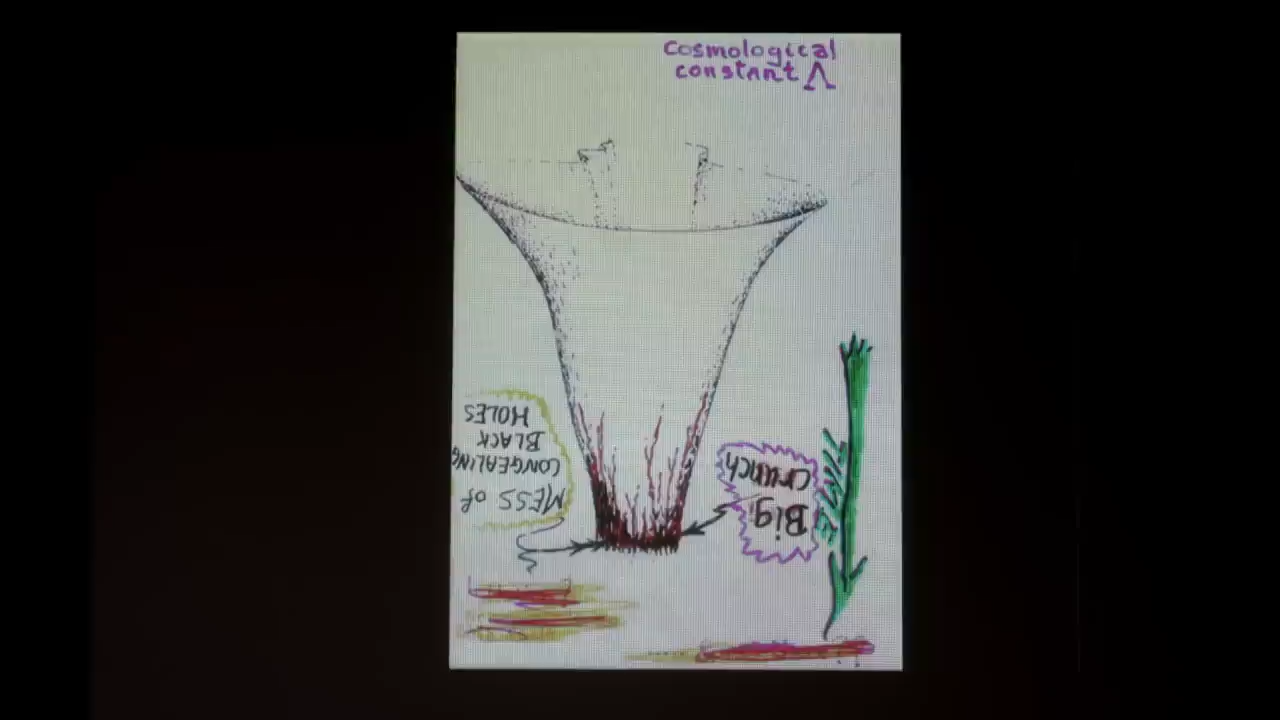 Cosmological
constant Λ
MESS of
CONGEALING
BLACK
HOLES
Big
Crunch
TIME